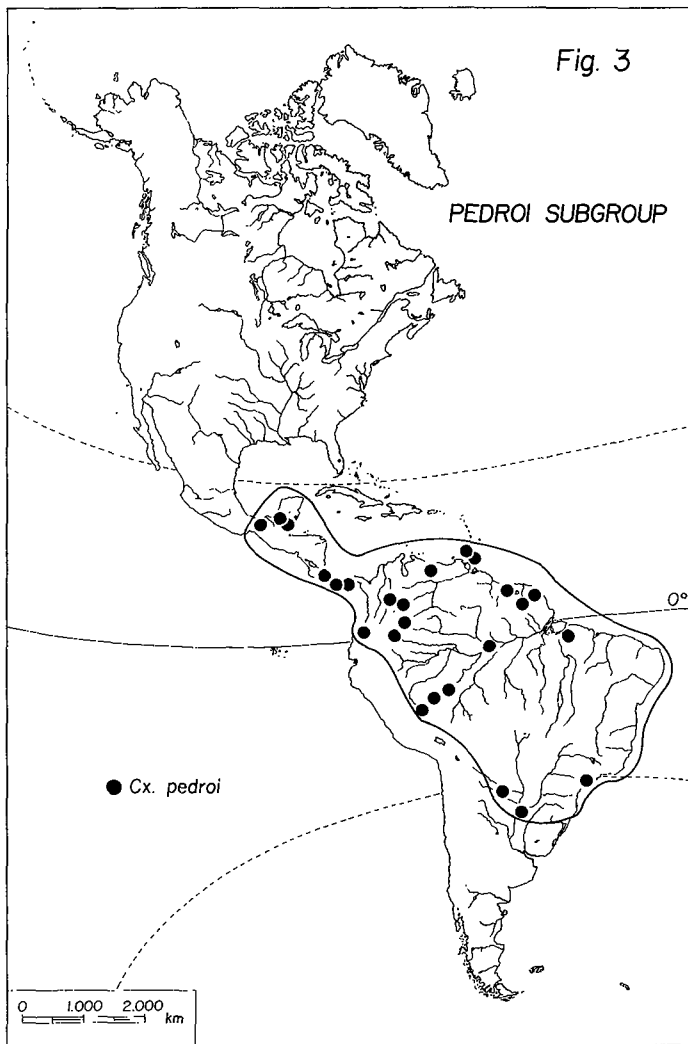 Fig. 3
PEDROI SUBGROUP
0°
Cx. pedroi
0 1.000 2.000
km